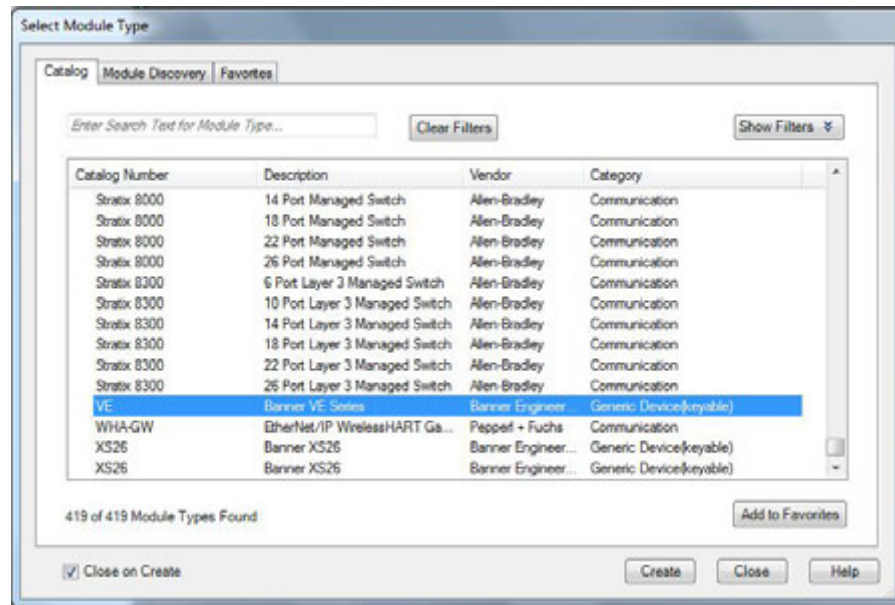 Select Module Type
Catalog Module Discovery Favorites
Enter Search Text for Module Type... Clear Filters Show Filters
Catalog Number Description Vendor Category
Stratix 8000 14 Port Managed Switch Allen-Bradley Communication
Stratix 8000 18 Port Managed Switch Allen-Bradley Communication
Stratix 8000 22 Port Managed Switch Allen-Bradley Communication
Stratix 8000 26 Port Managed Switch Allen-Bradley Communication
Stratix 8300 6 Port Layer 3 Managed Switch Allen-Bradley Communication
Stratix 8300 10 Port Layer 3 Managed Switch Allen-Bradley Communication
Stratix 8300 14 Port Layer 3 Managed Switch Allen-Bradley Communication
Stratix 8300 18 Port Layer 3 Managed Switch Allen-Bradley Communication
Stratix 8300 22 Port Layer 3 Managed Switch Allen-Bradley Communication
Stratix 8300 26 Port Layer 3 Managed Switch Allen-Bradley Communication
VE Banner VE Series Banner Engineer... Generic Device(keyable)
WHA-GW EtherNet/IP WirelessHART Ga... Pepperl + Fuchs Communication
XS26 Banner XS26 Banner Engineer... Generic Device(keyable)
XS26 Banner XS26 Banner Engineer... Generic Device(keyable)
419 of 419 Module Types Found Add to Favorites
Close on Create Create Close Help